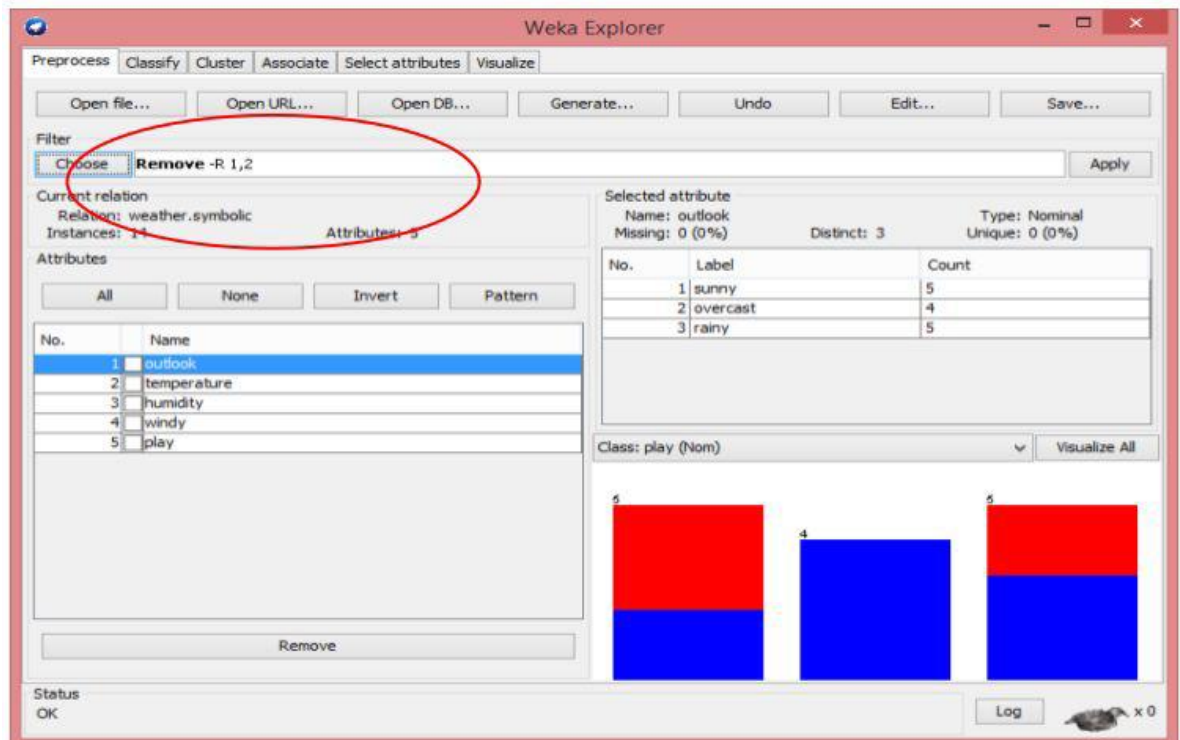 Weka Explorer
Preprocess Classify Cluster Associate Select attributes Visualize
Open file... Open URL... Open DB... Generate... Undo Edit... Save...
Filter
Choose Remove -R 1,2 Apply
Current relation
Relation: weather.symbolic
Instances: 14 Attributes: 5
Selected attribute
Name: outlook Type: Nominal
Missing: 0 (0%) Distinct: 3 Unique: 0 (0%)
Attributes
All None Invert Pattern
No. Name
1 outlook
2 temperature
3 humidity
4 windy
5 play
Remove
No. Label Count
1 sunny 5
2 overcast 4
3 rainy 5
Class: play (Nom) Visualize All
5 4 5
Status
OK
Log x 0